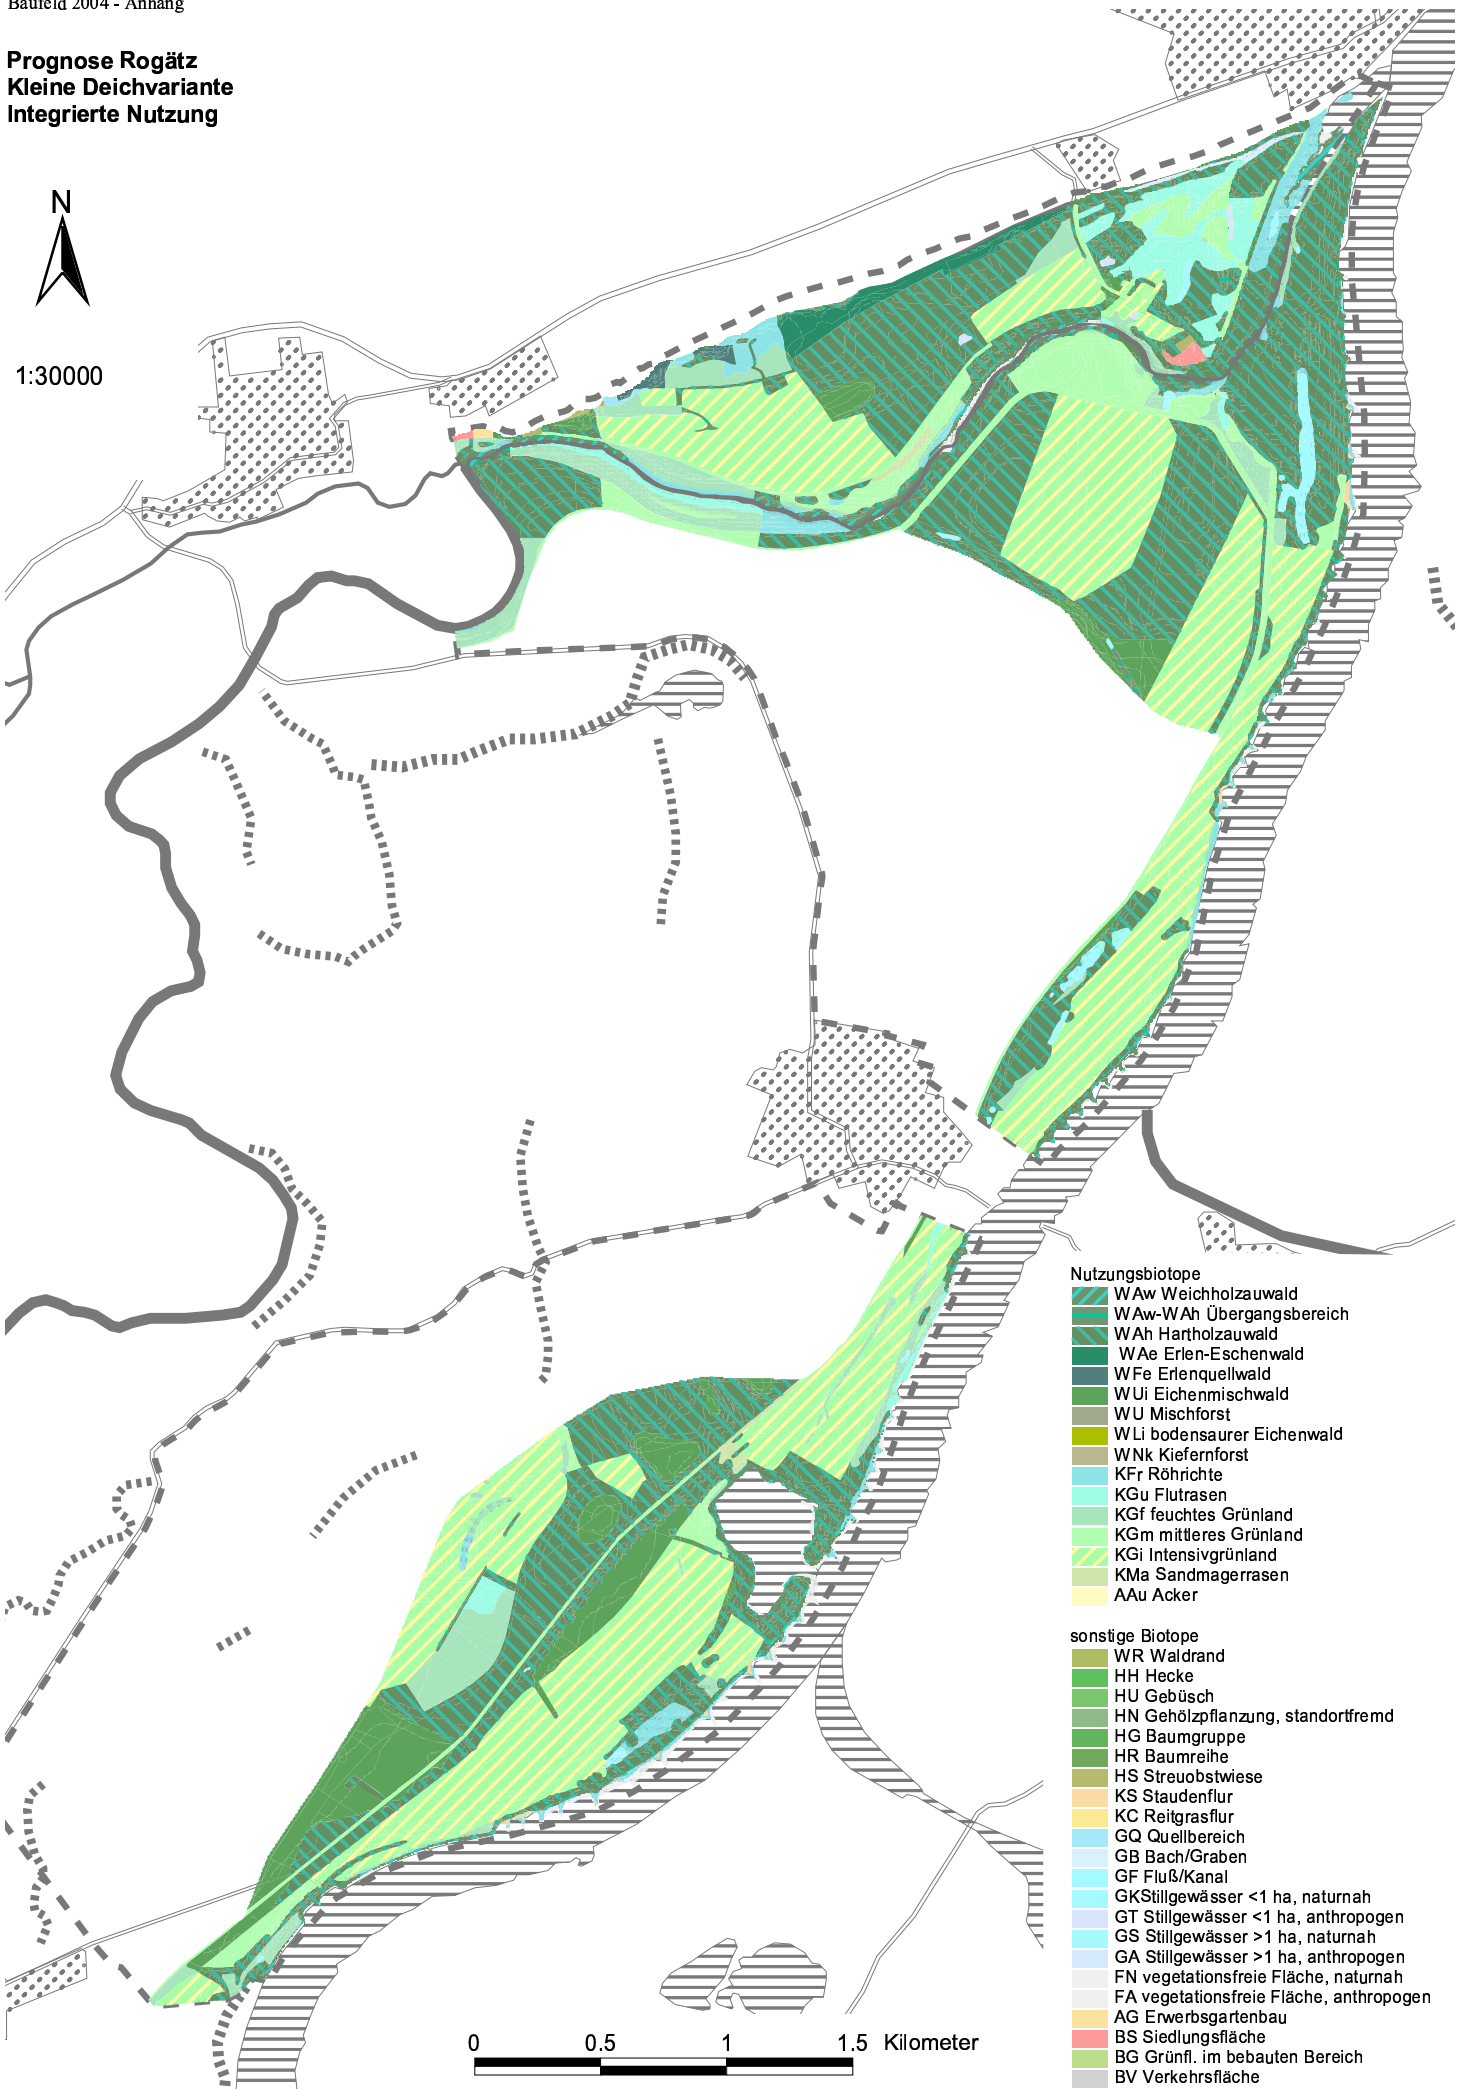 Baufeld 2004 - Anhang
Prognose Rogätz
Kleine Deichvariante
Integrierte Nutzung
N
1:30000
Nutzungsbiotope
WAw Weichholzauwald
WAw-WAh Übergangsbereich
WAh Hartholzauwald
WAe Erlen-Eschenwald
WFe Erlenquellwald
WUi Eichenmischwald
WU Mischforst
WLi bodensaurer Eichenwald
WNk Kiefernforst
KFr Röhrichte
KGu Flutrasen
KGf feuchtes Grünland
KGm mittleres Grünland
KGi Intensivgrünland
KMa Sandmagerrasen
AAu Acker
sonstige Biotope
WR Waldrand
HH Hecke
HU Gebüsch
HN Gehölzpflanzung, standortfremd
HG Baumgruppe
HR Baumreihe
HS Streuobstwiese
KS Staudenflur
KC Reitgrasflur
GQ Quellbereich
GB Bach/Graben
GF Fluß/Kanal
GKStillgewässer <1 ha, naturnah
GT Stillgewässer <1 ha, anthropogen
GS Stillgewässer >1 ha, naturnah
GA Stillgewässer >1 ha, anthropogen
FN vegetationsfreie Fläche, naturnah
FA vegetationsfreie Fläche, anthropogen
AG Erwerbsgartenbau
BS Siedlungsfläche
BG Grünfl. im bebauten Bereich
BV Verkehrsfläche
0 0.5 1 1.5 Kilometer